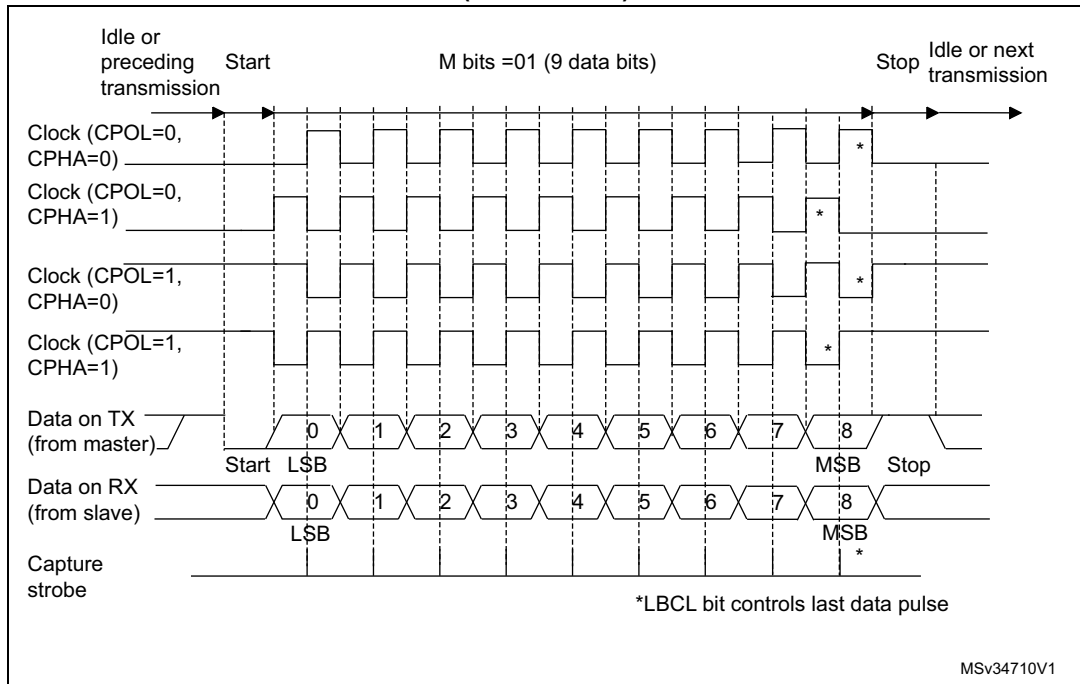 Idle or
preceding
transmission
Start
M bits =01 (9 data bits)
Stop
Idle or next
transmission
Clock (CPOL=0,
CPHA=0)
*
Clock (CPOL=0,
CPHA=1)
*
Clock (CPOL=1,
CPHA=0)
*
Clock (CPOL=1,
CPHA=1)
*
Data on TX
(from master)
0 1 2 3 4 5 6 7 8
Start LSB MSB Stop
Data on RX
(from slave)
0 1 2 3 4 5 6 7 8
LSB MSB
Capture
strobe
*
*LBCL bit controls last data pulse
MSv34710V1